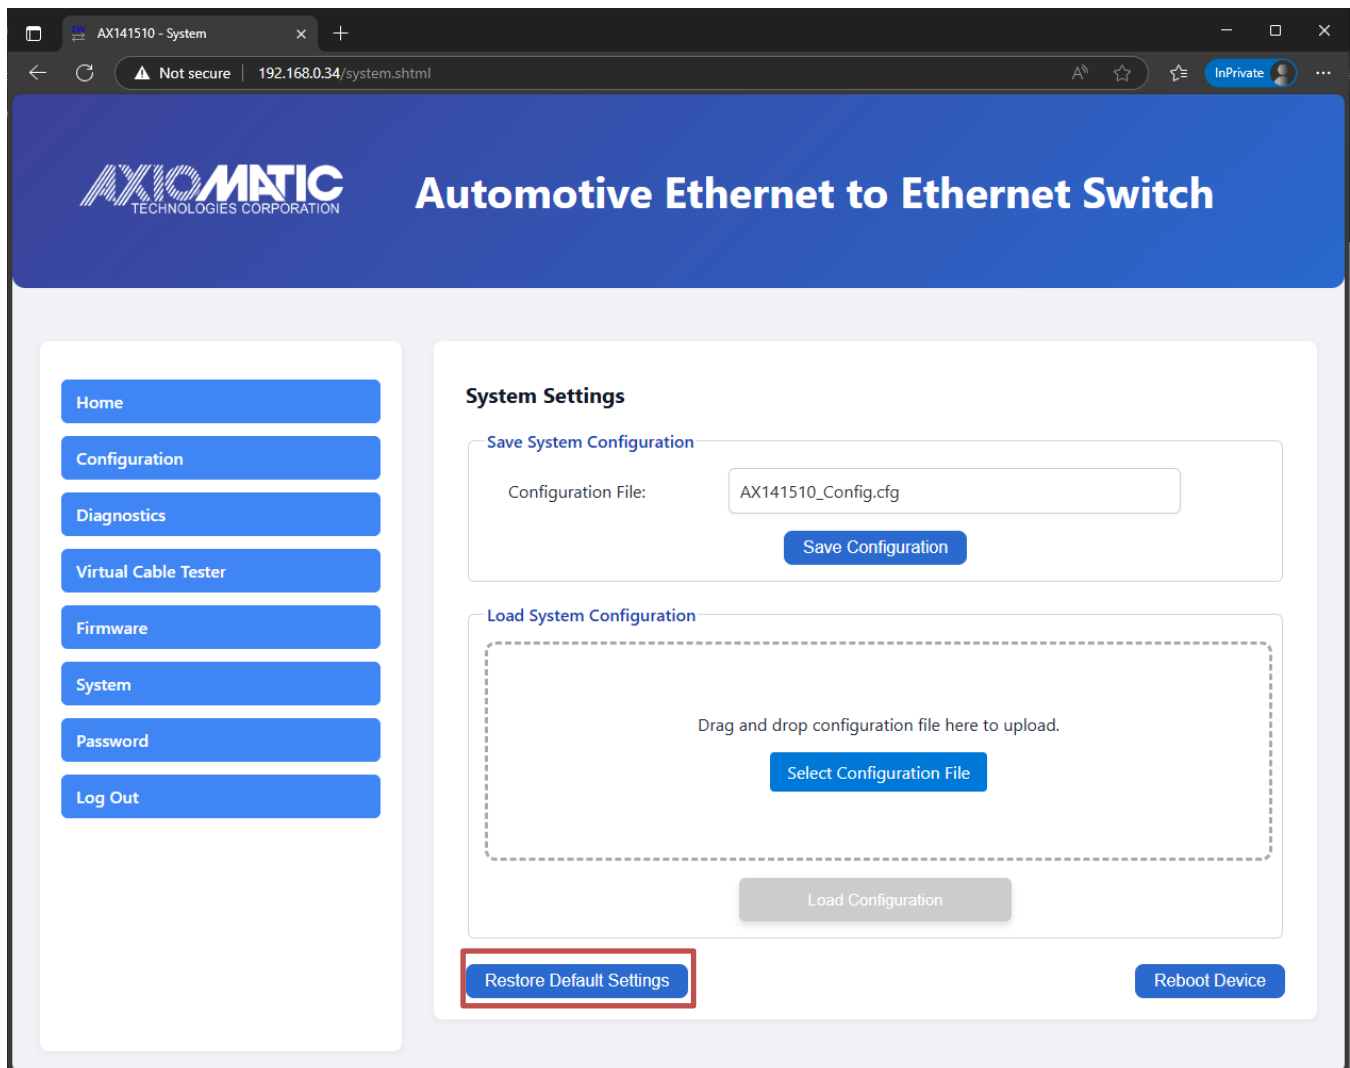 AX141510 - System
Not secure | 192.168.0.34/system.shtml
InPrivate
AXIOMATIC
TECHNOLOGIES CORPORATION
Automotive Ethernet to Ethernet Switch
Home
Configuration
Diagnostics
Virtual Cable Tester
Firmware
System
Password
Log Out
System Settings
Save System Configuration
Configuration File: AX141510_Config.cfg
Save Configuration
Load System Configuration
Drag and drop configuration file here to upload.
Select Configuration File
Load Configuration
Restore Default Settings
Reboot Device